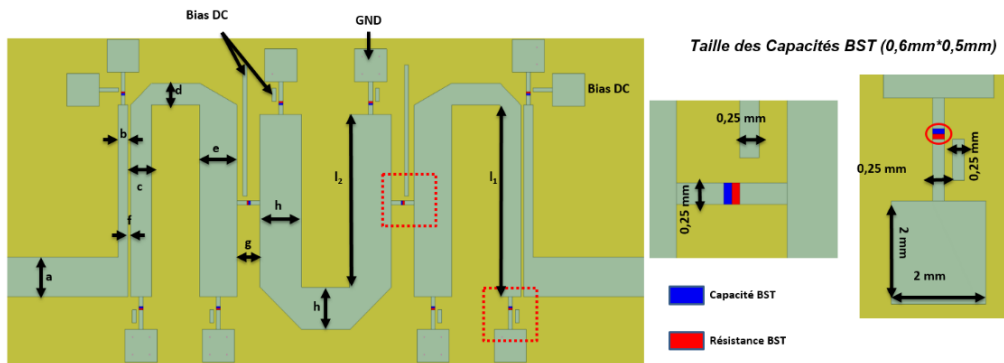 Bias DC
GND
Taille des Capacités BST (0,6mm*0,5mm)
d
Bias DC
b
e
c
l2
l1
h
f
g
a
h
0,25 mm
0,25 mm
0,25 mm
0,25 mm
2 mm
2 mm
Capacité BST
Résistance BST